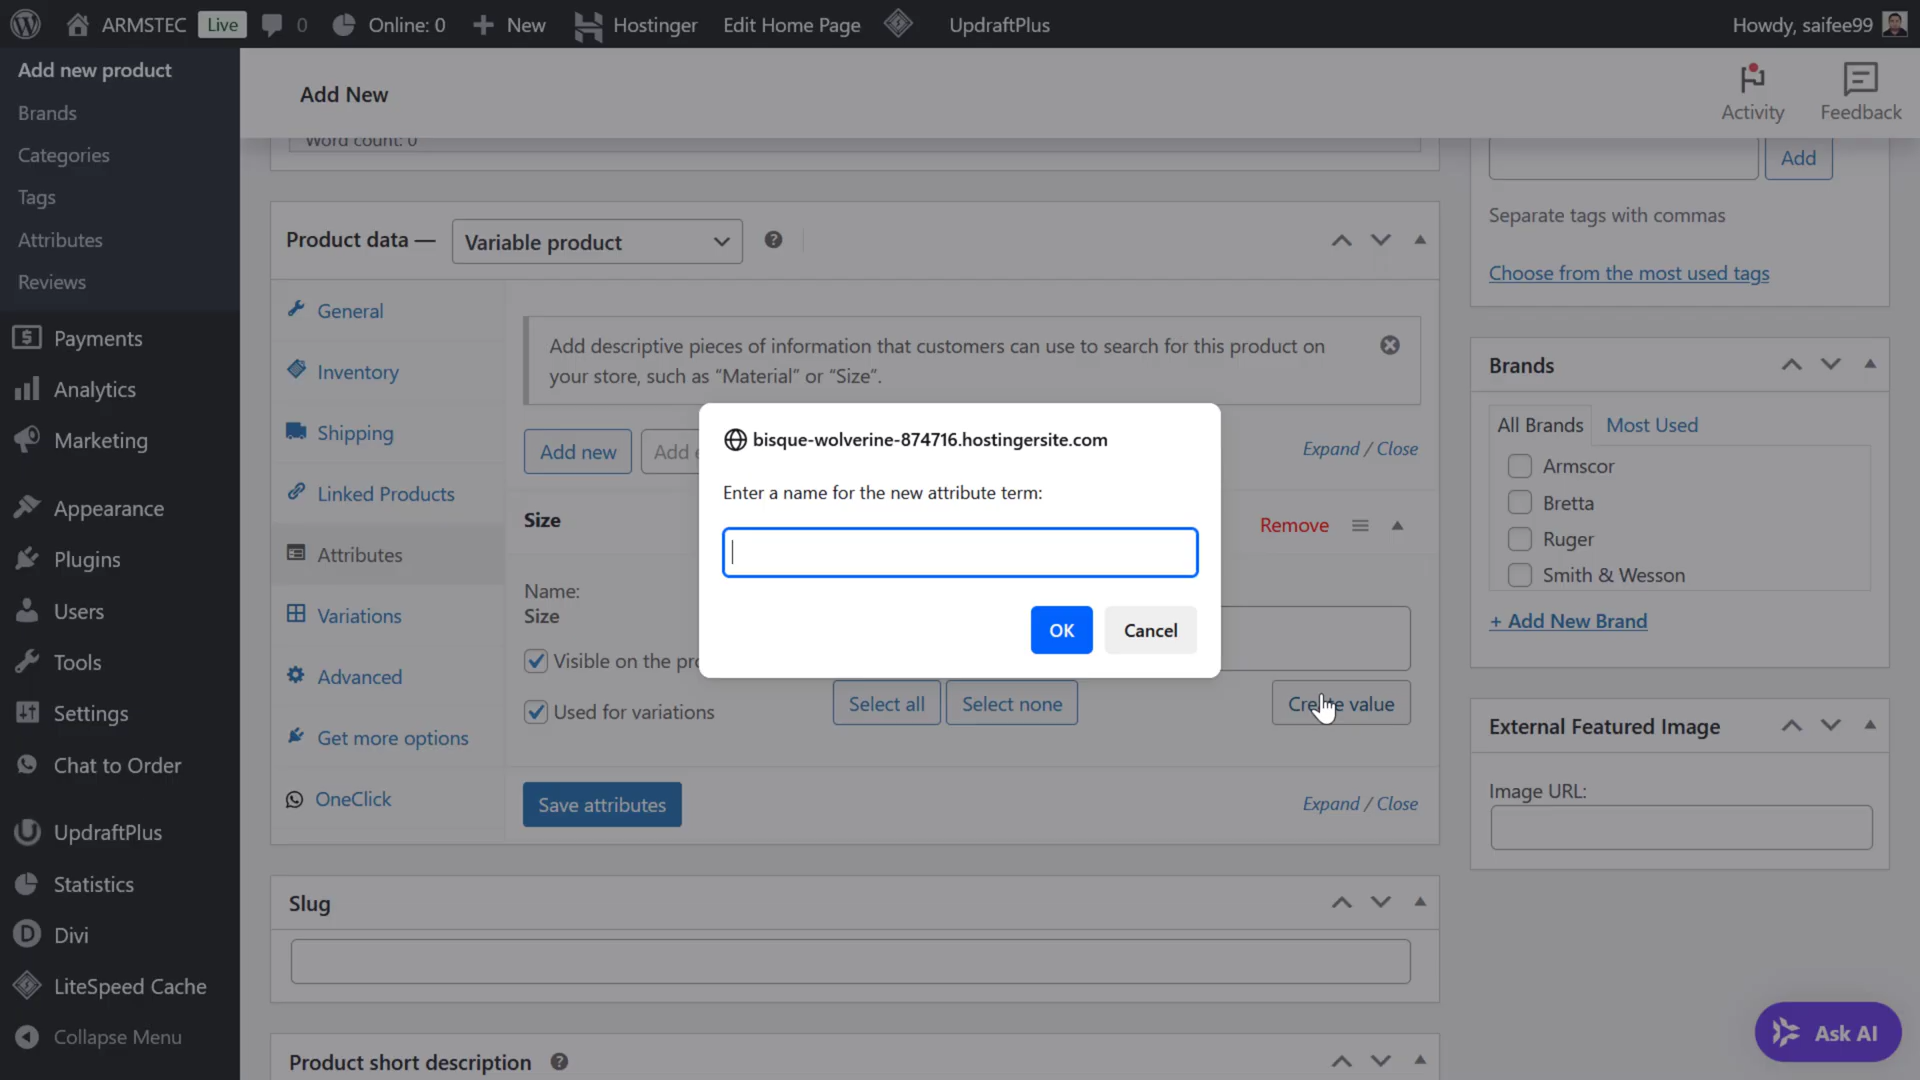 ARMSTEC Live 0 Online: 0 New Hostinger Edit Home Page UpdraftPlus Howdy, saifee99
Add new product
Brands
Categories
Tags
Attributes
Reviews
Payments
Analytics
Marketing
Appearance
Plugins
Users
Tools
Settings
Chat to Order
UpdraftPlus
Statistics
Divi
LiteSpeed Cache
Collapse Menu
Add New
Activity
Feedback
Word count: 0
Product data — Variable product
General
Inventory
Shipping
Linked Products
Attributes
Variations
Advanced
Get more options
OneClick
Add descriptive pieces of information that customers can use to search for this product on
your store, such as “Material” or “Size”.
Add new
Add
Expand / Close
Size
Remove
Name:
Size
Visible on the
Used for variations
Select all
Select none
Create value
Save attributes
Expand / Close
bisque-wolverine-874716.hostingersite.com
Enter a name for the new attribute term:
OK
Cancel
Slug
Product short description
Add
Separate tags with commas
Choose from the most used tags
Brands
All Brands
Most Used
Armscor
Bretta
Ruger
Smith & Wesson
+ Add New Brand
External Featured Image
Image URL:
Ask AI